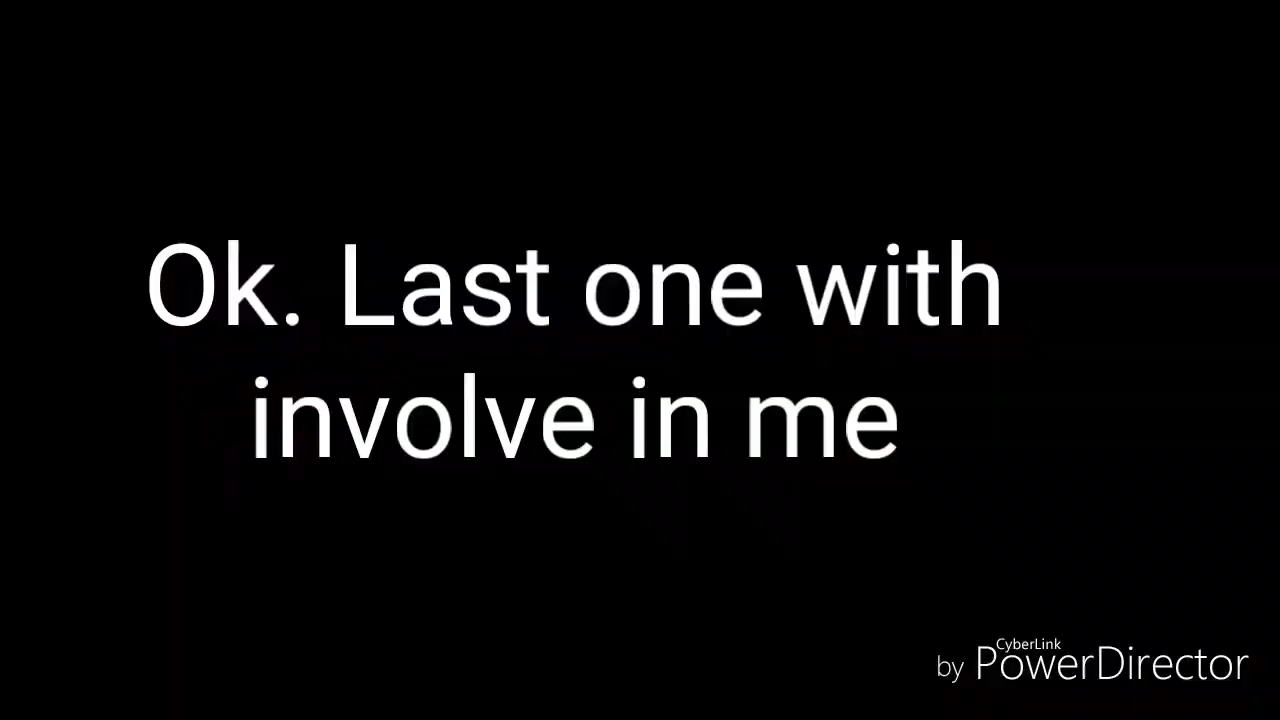 Ok. Last one with
involve in me
CyberLink
by PowerDirector